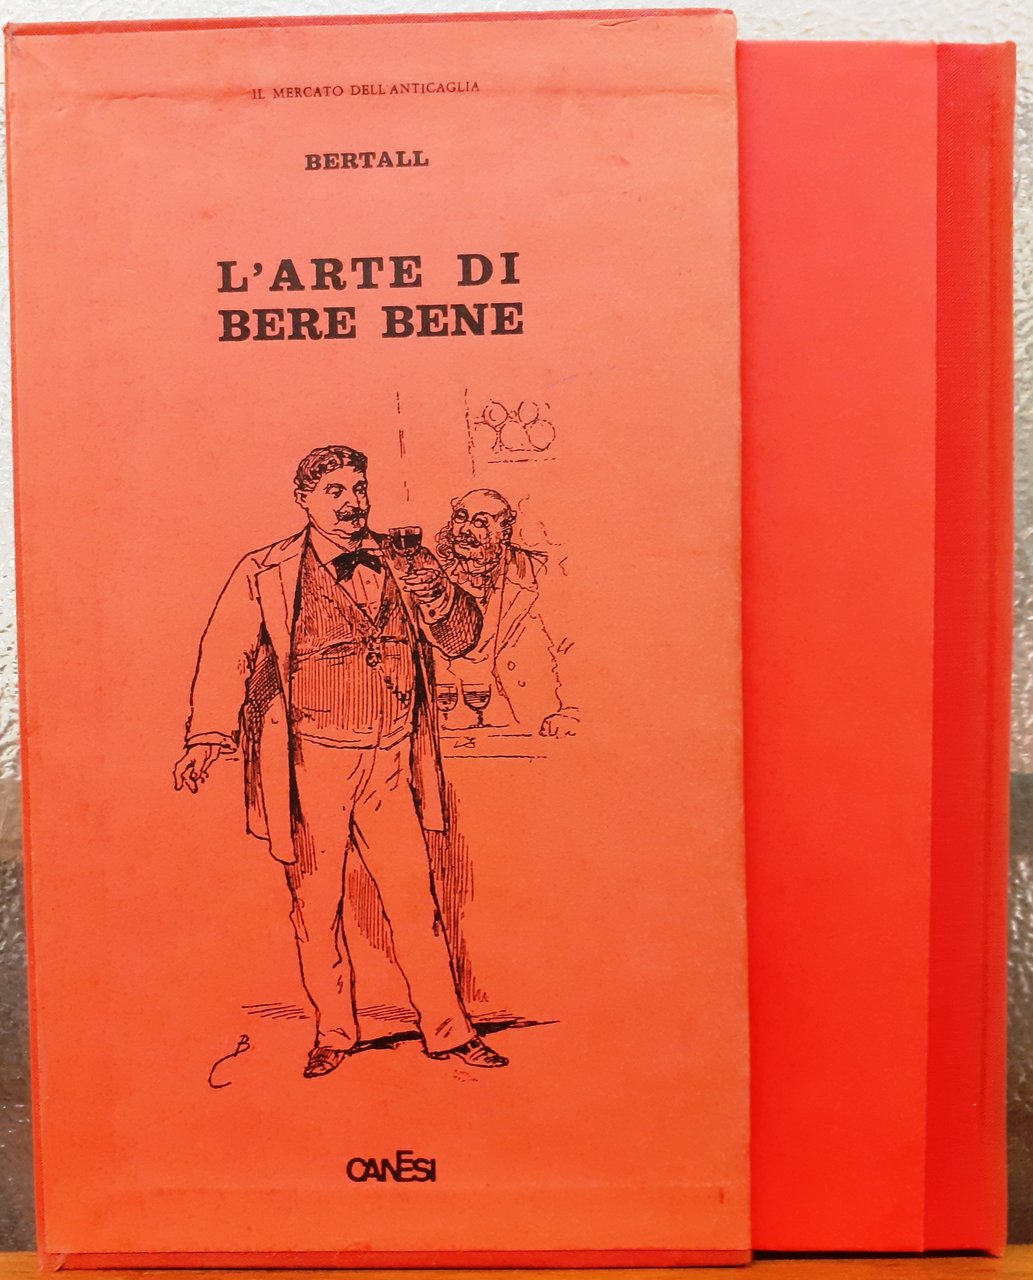 IL MERCATO DELL'ANTICAGLIA
BERTALL
L'ARTE DI
BERE BENE
B
CANESI